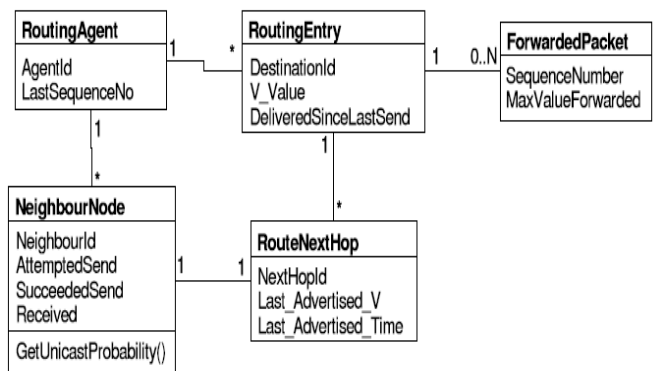 RoutingAgent
AgentId
LastSequenceNo
1
*
RoutingEntry
DestinationId
V_Value
DeliveredSinceLastSend
1
0..N
ForwardedPacket
SequenceNumber
MaxValueForwarded
1
*
1
*
NeighbourNode
NeighbourId
AttemptedSend
SucceededSend
Received
GetUnicastProbability()
1
1
RouteNextHop
NextHopId
Last_Advertised_V
Last_Advertised_Time